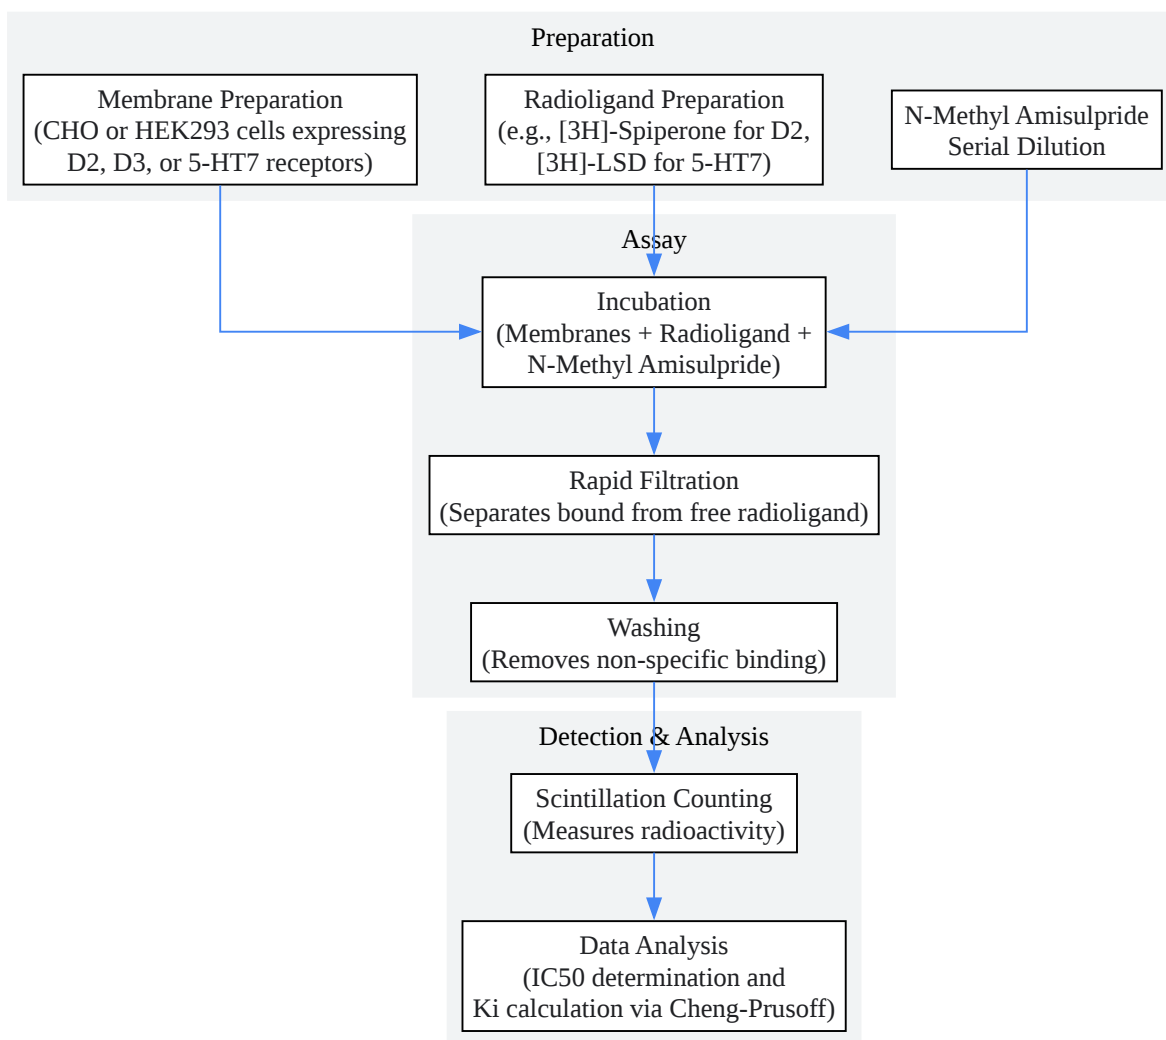 Preparation
Membrane Preparation
(CHO or HEK293 cells expressing
D2, D3, or 5-HT7 receptors)
Radioligand Preparation
(e.g., [3H]-Spiperone for D2,
[3H]-LSD for 5-HT7)
N-Methyl Amisulpride
Serial Dilution
Assay
Incubation
(Membranes + Radioligand +
N-Methyl Amisulpride)
Rapid Filtration
(Separates bound from free radioligand)
Washing
(Removes non-specific binding)
Detection & Analysis
Scintillation Counting
(Measures radioactivity)
Data Analysis
(IC50 determination and
Ki calculation via Cheng-Prusoff)